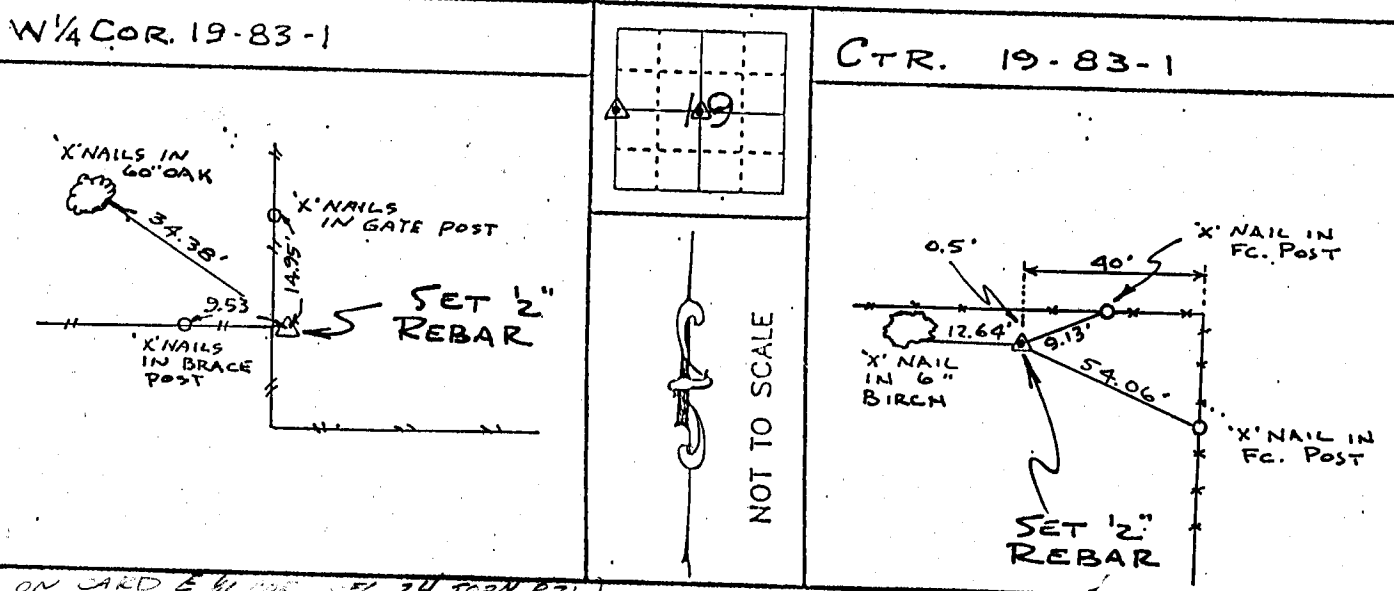 W 1/4 COR. 19-83-1
'X' NAILS IN
60" OAK
34.38'
'X' NAILS
IN GATE POST
14.95'
9.53
'X' NAILS
IN BRACE
POST
SET 1/2"
REBAR
19
NOT TO SCALE
CTR. 19-83-1
0.5'
40'
'X' NAIL IN
FC. POST
12.64'
9.13'
'X' NAIL
IN 6"
BIRCH
54.06'
'X' NAIL IN
FC. POST
SET 1/2"
REBAR
ON CARD E